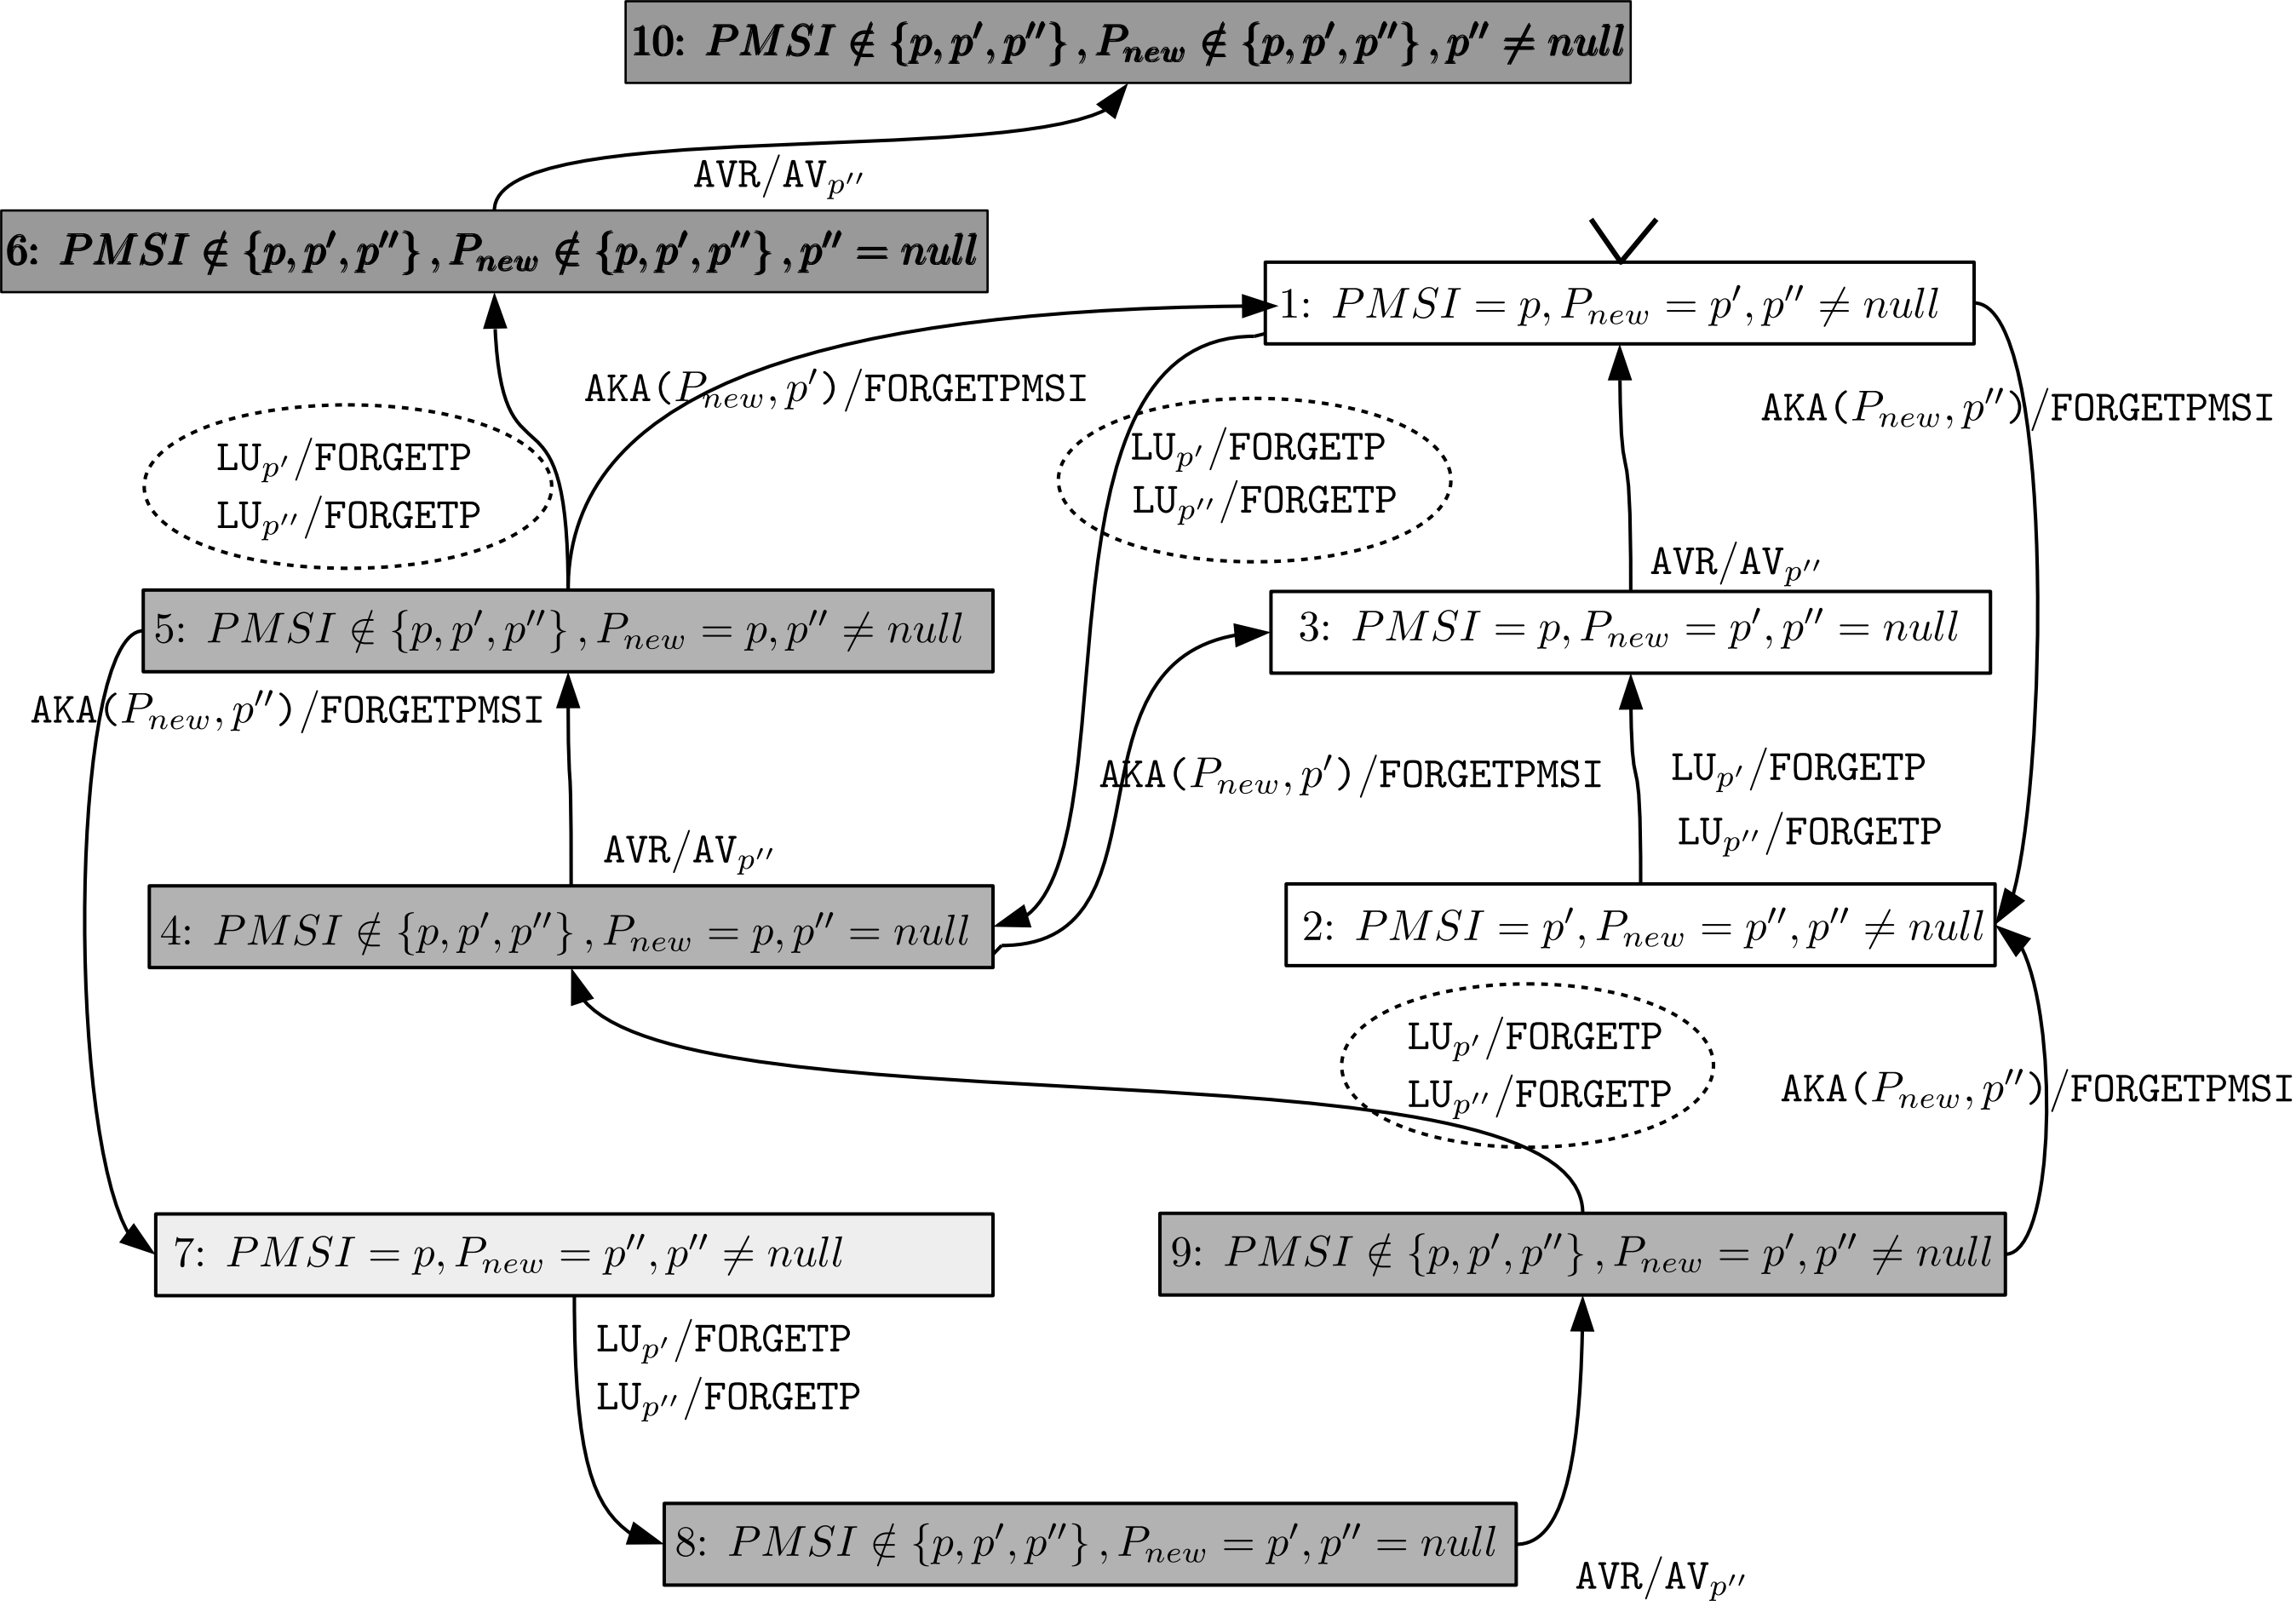 10: PMSI ∉ {p, p′, p″}, P_new ∉ {p, p′, p″}, p″ ≠ null
AVR/AV_p″
6: PMSI ∉ {p, p′, p″}, P_new ∉ {p, p′, p″}, p″ = null
1: PMSI = p, P_new = p′, p″ ≠ null
AKA(P_new, p′)/FORGETPMSI
AKA(P_new, p″)/FORGETPMSI
LU_p′/FORGETP
LU_p″/FORGETP
LU_p′/FORGETP
LU_p″/FORGETP
AVR/AV_p″
5: PMSI ∉ {p, p′, p″}, P_new = p, p″ ≠ null
3: PMSI = p, P_new = p′, p″ = null
AKA(P_new, p″)/FORGETPMSI
AKA(P_new, p′)/FORGETPMSI
LU_p′/FORGETP
LU_p″/FORGETP
AVR/AV_p″
4: PMSI ∉ {p, p′, p″}, P_new = p, p″ = null
2: PMSI = p′, P_new = p″, p″ ≠ null
LU_p′/FORGETP
LU_p″/FORGETP
AKA(P_new, p″)/FORGETPMSI
7: PMSI = p, P_new = p″, p″ ≠ null
9: PMSI ∉ {p, p′, p″}, P_new = p′, p″ ≠ null
LU_p′/FORGETP
LU_p″/FORGETP
8: PMSI ∉ {p, p′, p″}, P_new = p′, p″ = null
AVR/AV_p″